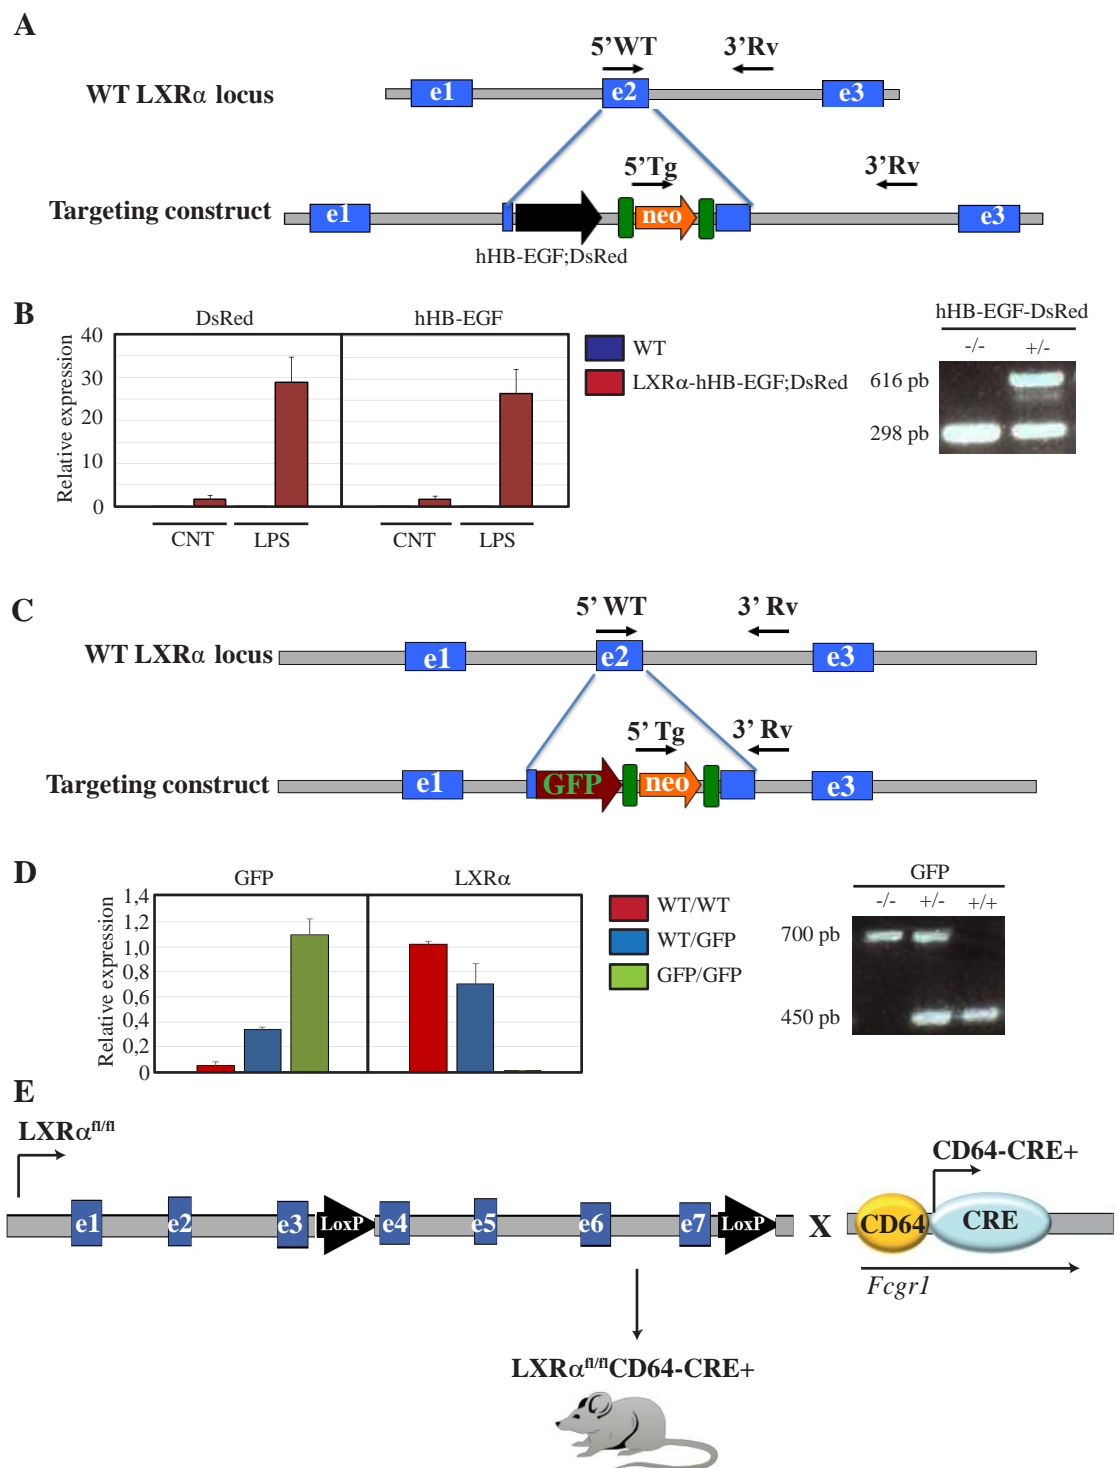 A
5’WT
3’Rv
WT LXRα locus
e1
e2
e3
5’Tg
3’Rv
Targeting construct
e1
neo
e3
hHB-EGF;DsRed
B
DsRed
hHB-EGF
Relative expression
40
30
20
10
0
CNT
LPS
CNT
LPS
WT
LXRα-hHB-EGF;DsRed
hHB-EGF-DsRed
-/-
+/-
616 pb
298 pb
C
5’ WT
3’ Rv
WT LXRα locus
e1
e2
e3
5’ Tg
3’ Rv
Targeting construct
e1
GFP
neo
e3
D
GFP
LXRα
Relative expression
1,4
1,2
1,0
0,8
0,6
0,4
0,2
0
WT/WT
WT/GFP
GFP/GFP
GFP
-/-
+/-
+/+
700 pb
450 pb
E
LXRα fl/fl
CD64-CRE+
e1
e2
e3
LoxP
e4
e5
e6
e7
LoxP
X
CD64
CRE
Fcgr1
LXRα fl/fl CD64-CRE+